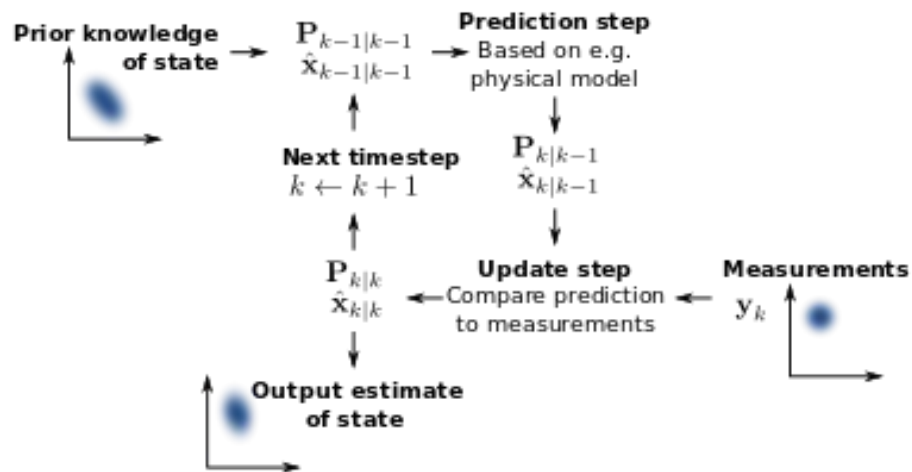 Prior knowledge
of state
P_{k−1|k−1}
x̂_{k−1|k−1}
Prediction step
Based on e.g.
physical model
P_{k|k−1}
x̂_{k|k−1}
Next timestep
k ← k + 1
P_{k|k}
x̂_{k|k}
Update step
Compare prediction
to measurements
Measurements
y_k
Output estimate
of state